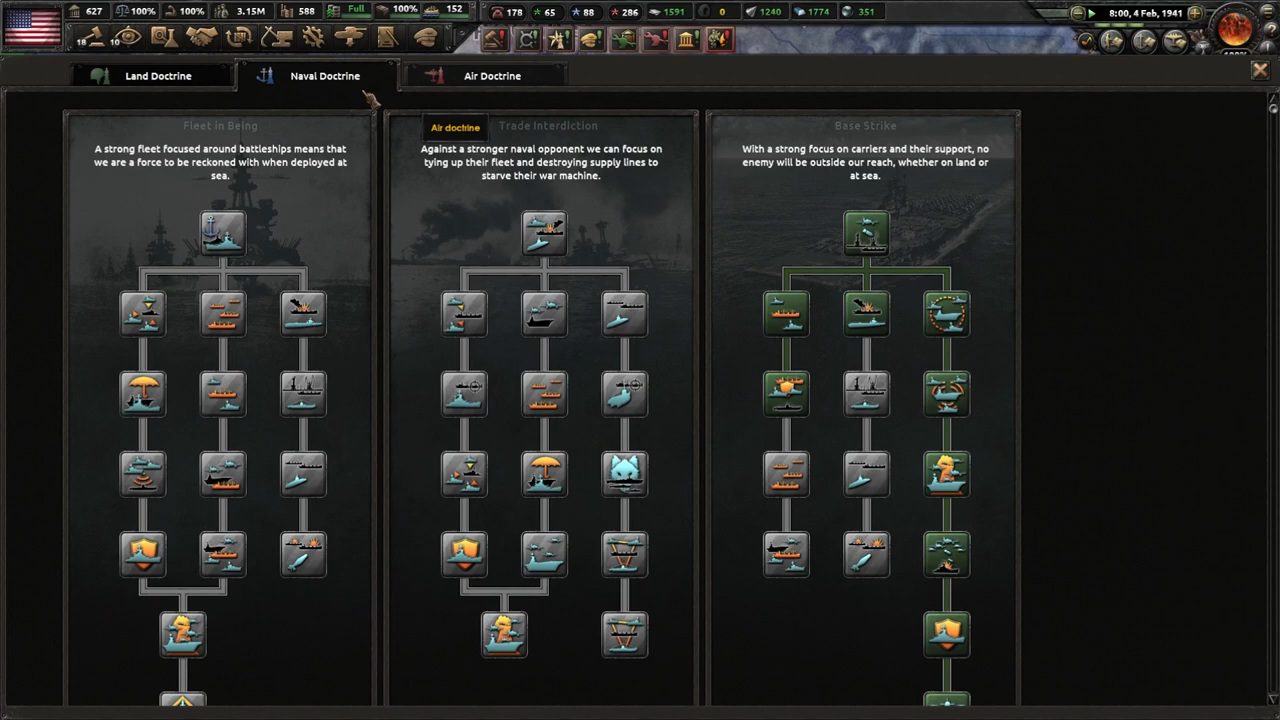 627 100% 100% 3.15M 588 Full 100% 152 178 65 88 286 1591 0 1240 1774 351 8:00, 4 Feb, 1941
18 10
Land Doctrine Naval Doctrine Air Doctrine
Fleet in Being
A strong fleet focused around battleships means that
we are a force to be reckoned with when deployed at
sea.
Air doctrine
Trade Interdiction
Against a stronger naval opponent we can focus on
tying up their fleet and destroying supply lines to
starve their war machine.
Base Strike
With a strong focus on carriers and their support, no
enemy will be outside our reach, whether on land or
at sea.